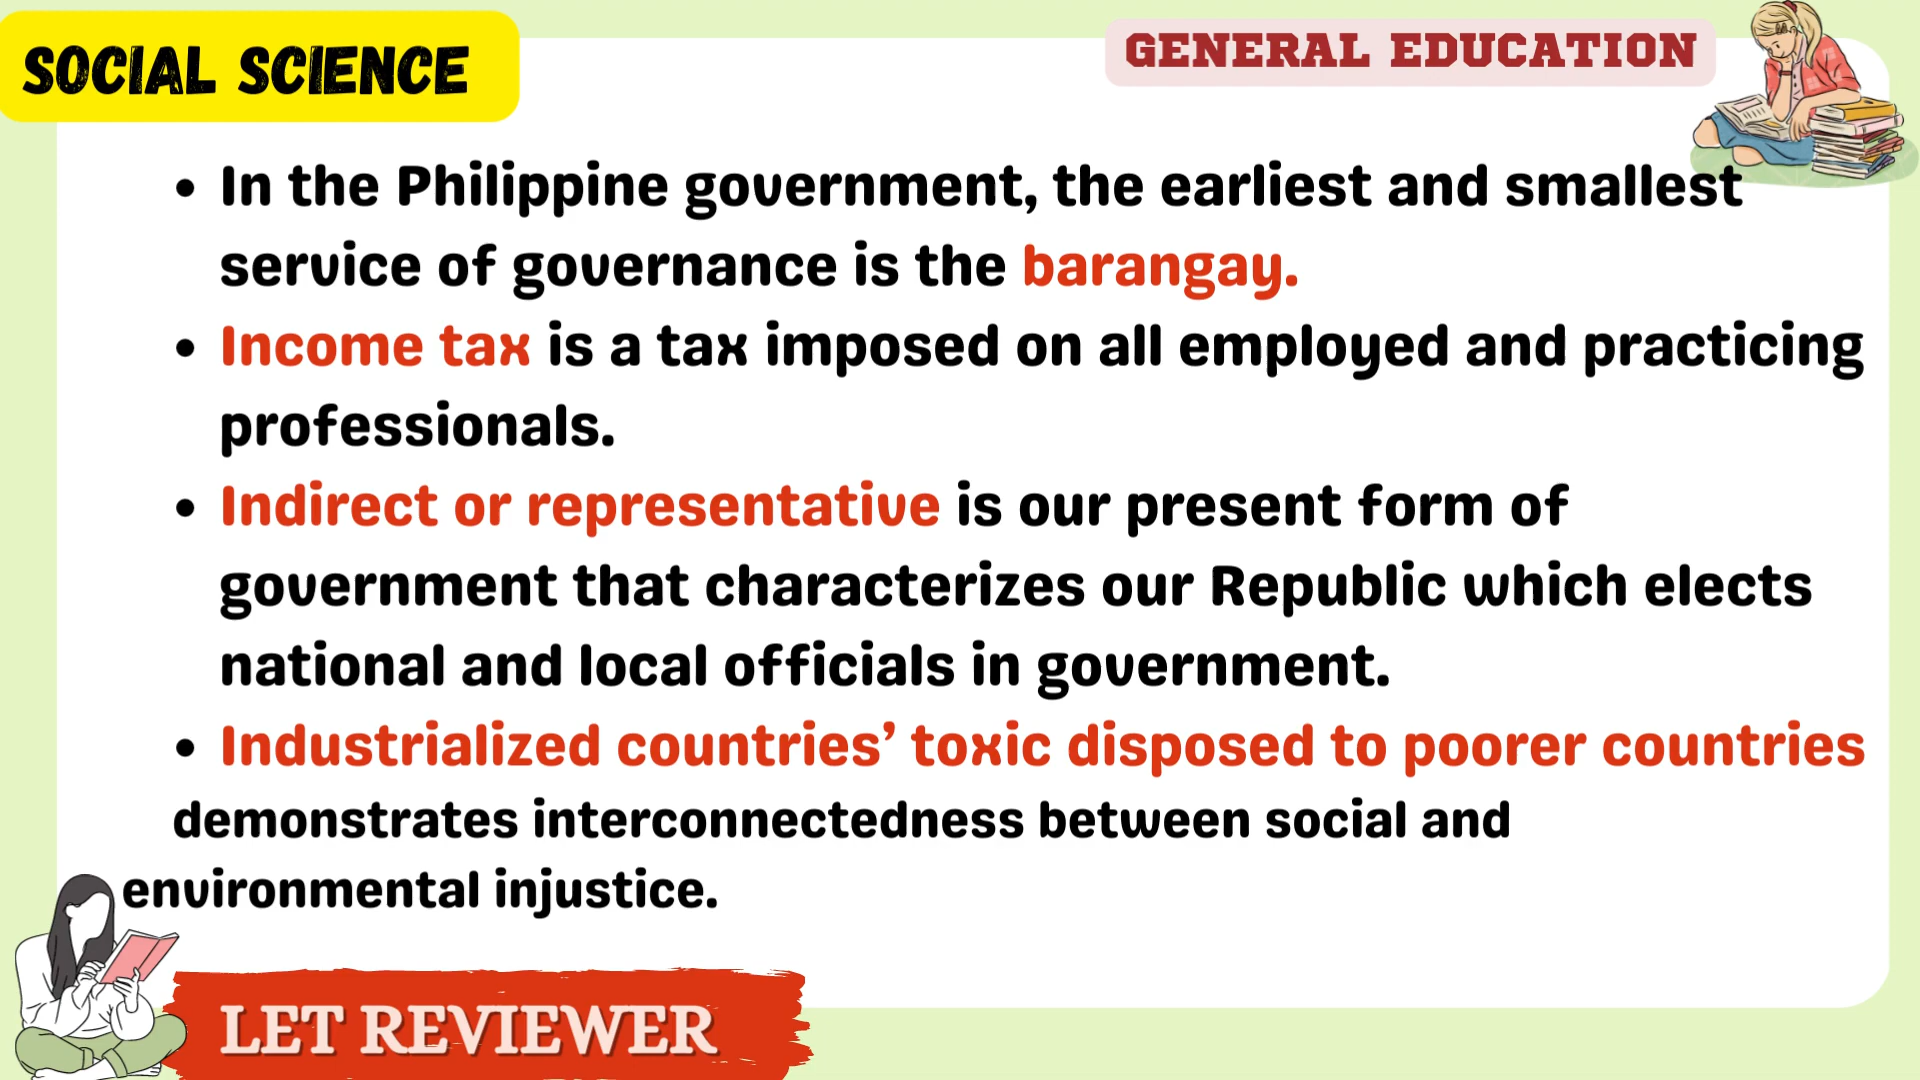 SOCIAL SCIENCE
GENERAL EDUCATION
• In the Philippine government, the earliest and smallest
service of governance is the barangay.
• Income tax is a tax imposed on all employed and practicing
professionals.
• Indirect or representative is our present form of
government that characterizes our Republic which elects
national and local officials in government.
• Industrialized countries’ toxic disposed to poorer countries
demonstrates interconnectedness between social and
environmental injustice.
LET REVIEWER